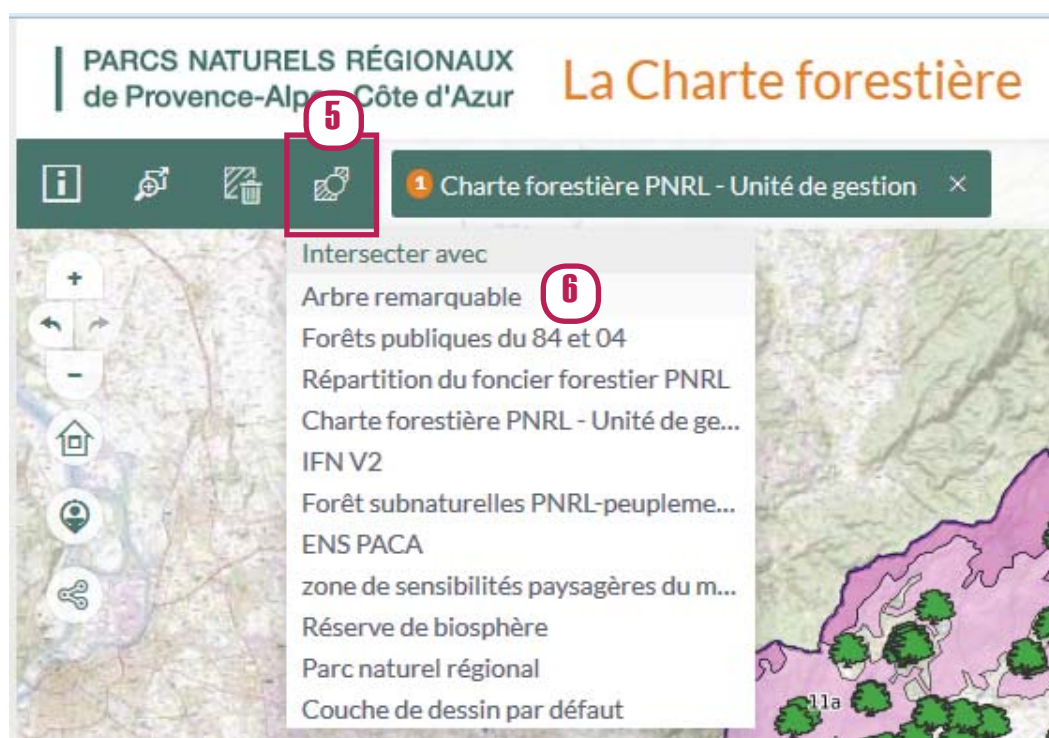 PARCS NATURELS RÉGIONAUX
de Provence-Alpes-Côte d'Azur
La Charte forestière
5
i
1 Charte forestière PNRL - Unité de gestion ×
Intersecter avec
Arbre remarquable
6
Forêts publiques du 84 et 04
Répartition du foncier forestier PNRL
Charte forestière PNRL - Unité de ge...
IFN V2
Forêt subnaturelles PNRL-peupleme...
ENS PACA
zone de sensibilités paysagères du m...
Réserve de biosphère
Parc naturel régional
Couche de dessin par défaut
11a